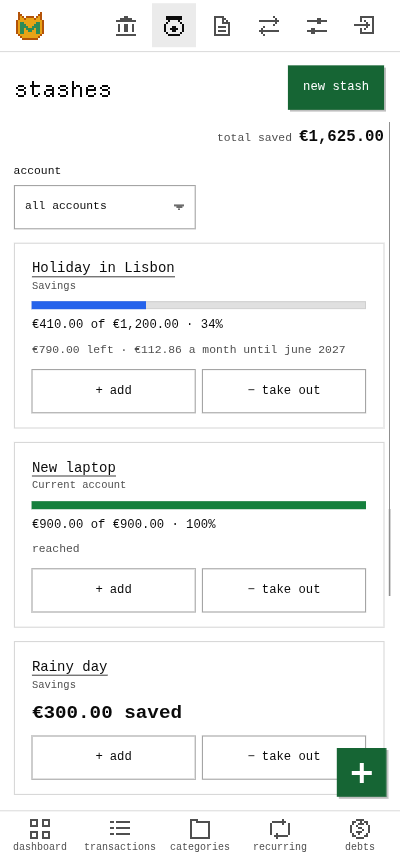 stashes
new stash
total saved €1,625.00
account
all accounts
Holiday in Lisbon
Savings
€410.00 of €1,200.00 · 34%
€790.00 left · €112.86 a month until june 2027
+ add
− take out
New laptop
Current account
€900.00 of €900.00 · 100%
reached
+ add
− take out
Rainy day
Savings
€300.00 saved
+ add
− take out
+
dashboard
transactions
categories
recurring
debts